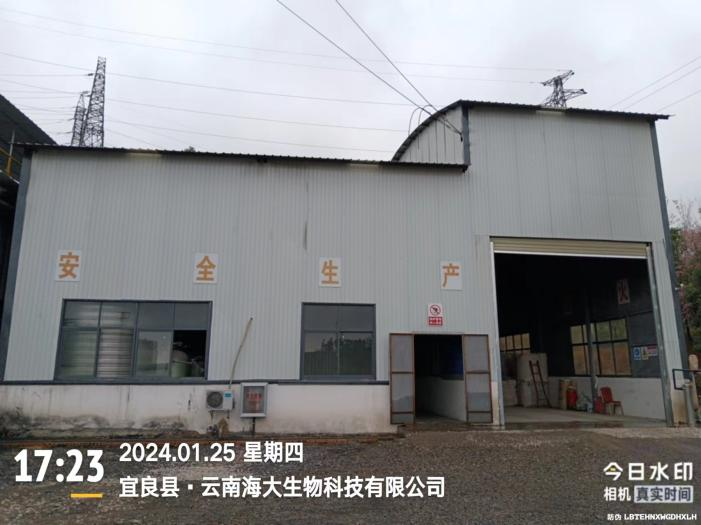 安全生产
火
17:23
2024.01.25 星期四
宜良县·云南海大生物科技有限公司
今日水印
相机 真实时间
防伪 LBTEHNXWGDHXLH